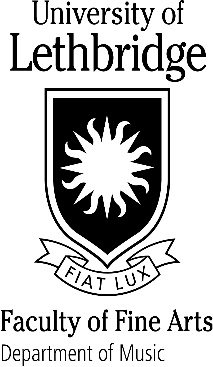 University of
Lethbridge
FIAT LUX
Faculty of Fine Arts
Department of Music